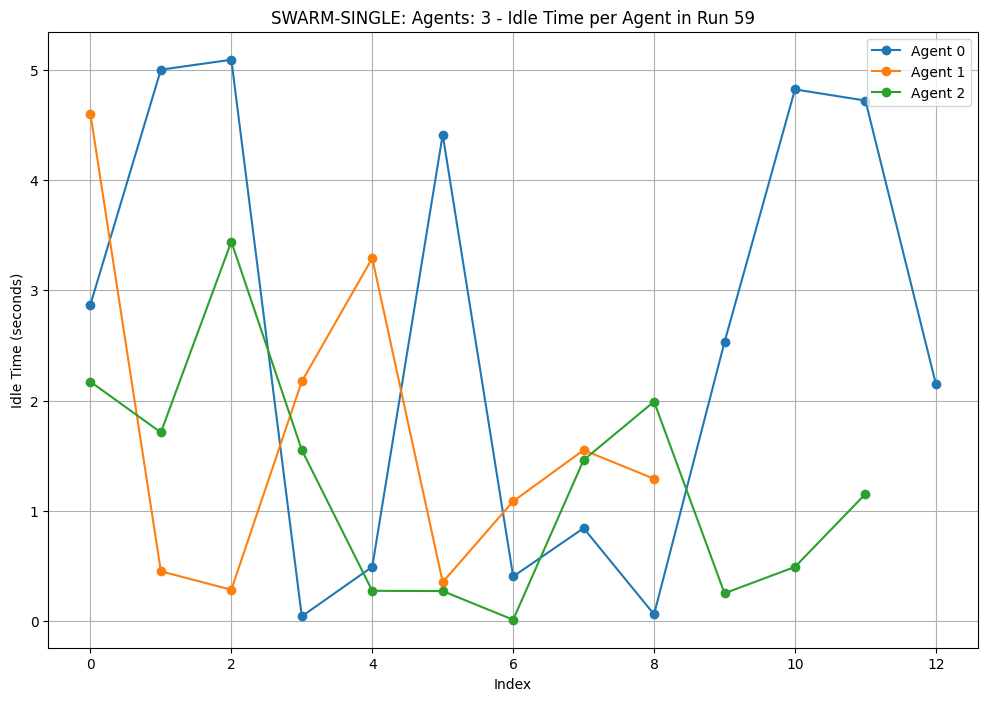 SWARM-SINGLE: Agents: 3 - Idle Time per Agent in Run 59
Agent 0
Agent 1
Agent 2
Idle Time (seconds)
5
4
3
2
1
0
0 2 4 6 8 10 12
Index